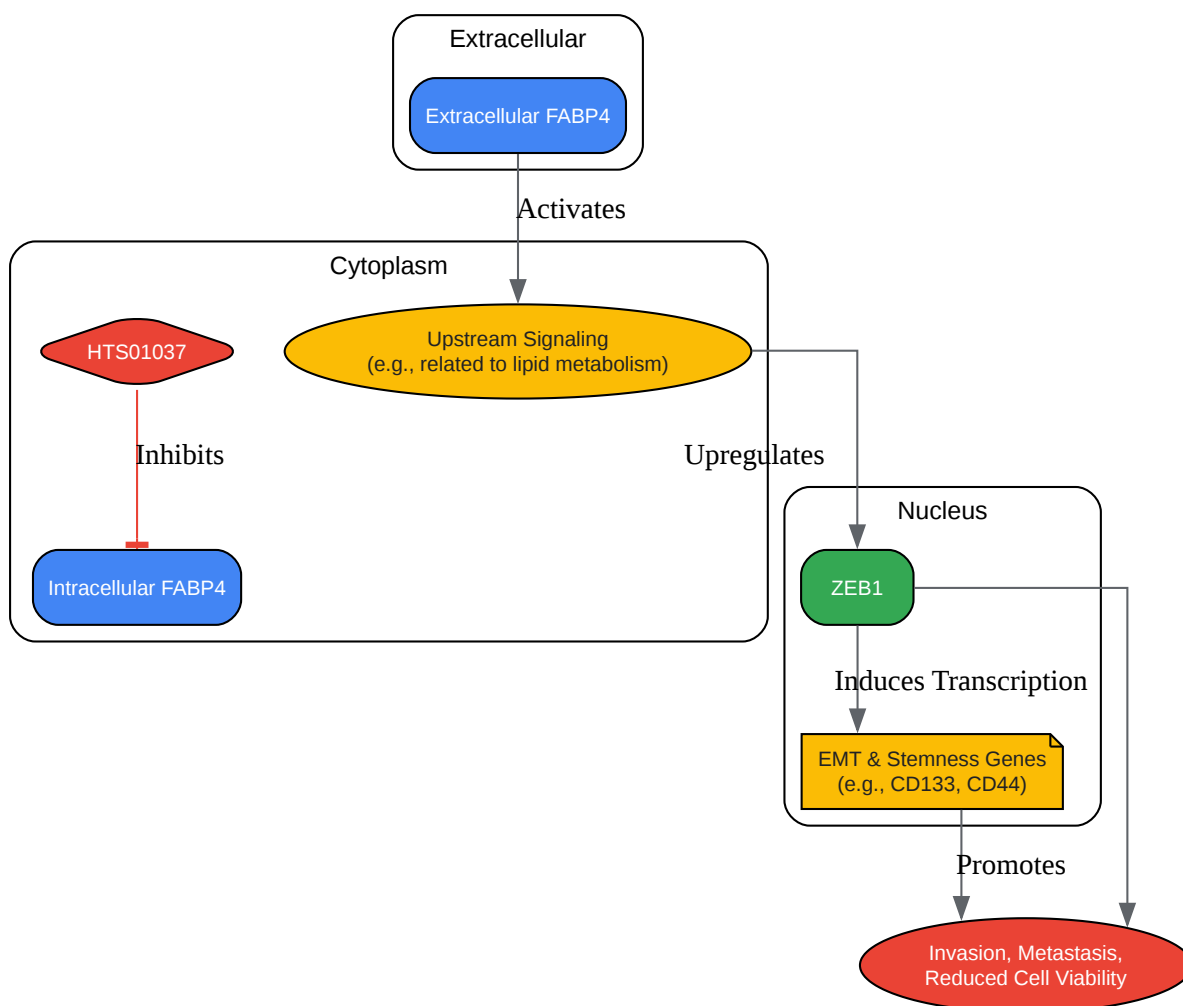 Extracellular
Extracellular FABP4
Activates
Cytoplasm
HTS01037
Upstream Signaling
(e.g., related to lipid metabolism)
Inhibits
Upregulates
Intracellular FABP4
Nucleus
ZEB1
Induces Transcription
EMT & Stemness Genes
(e.g., CD133, CD44)
Promotes
Invasion, Metastasis,
Reduced Cell Viability